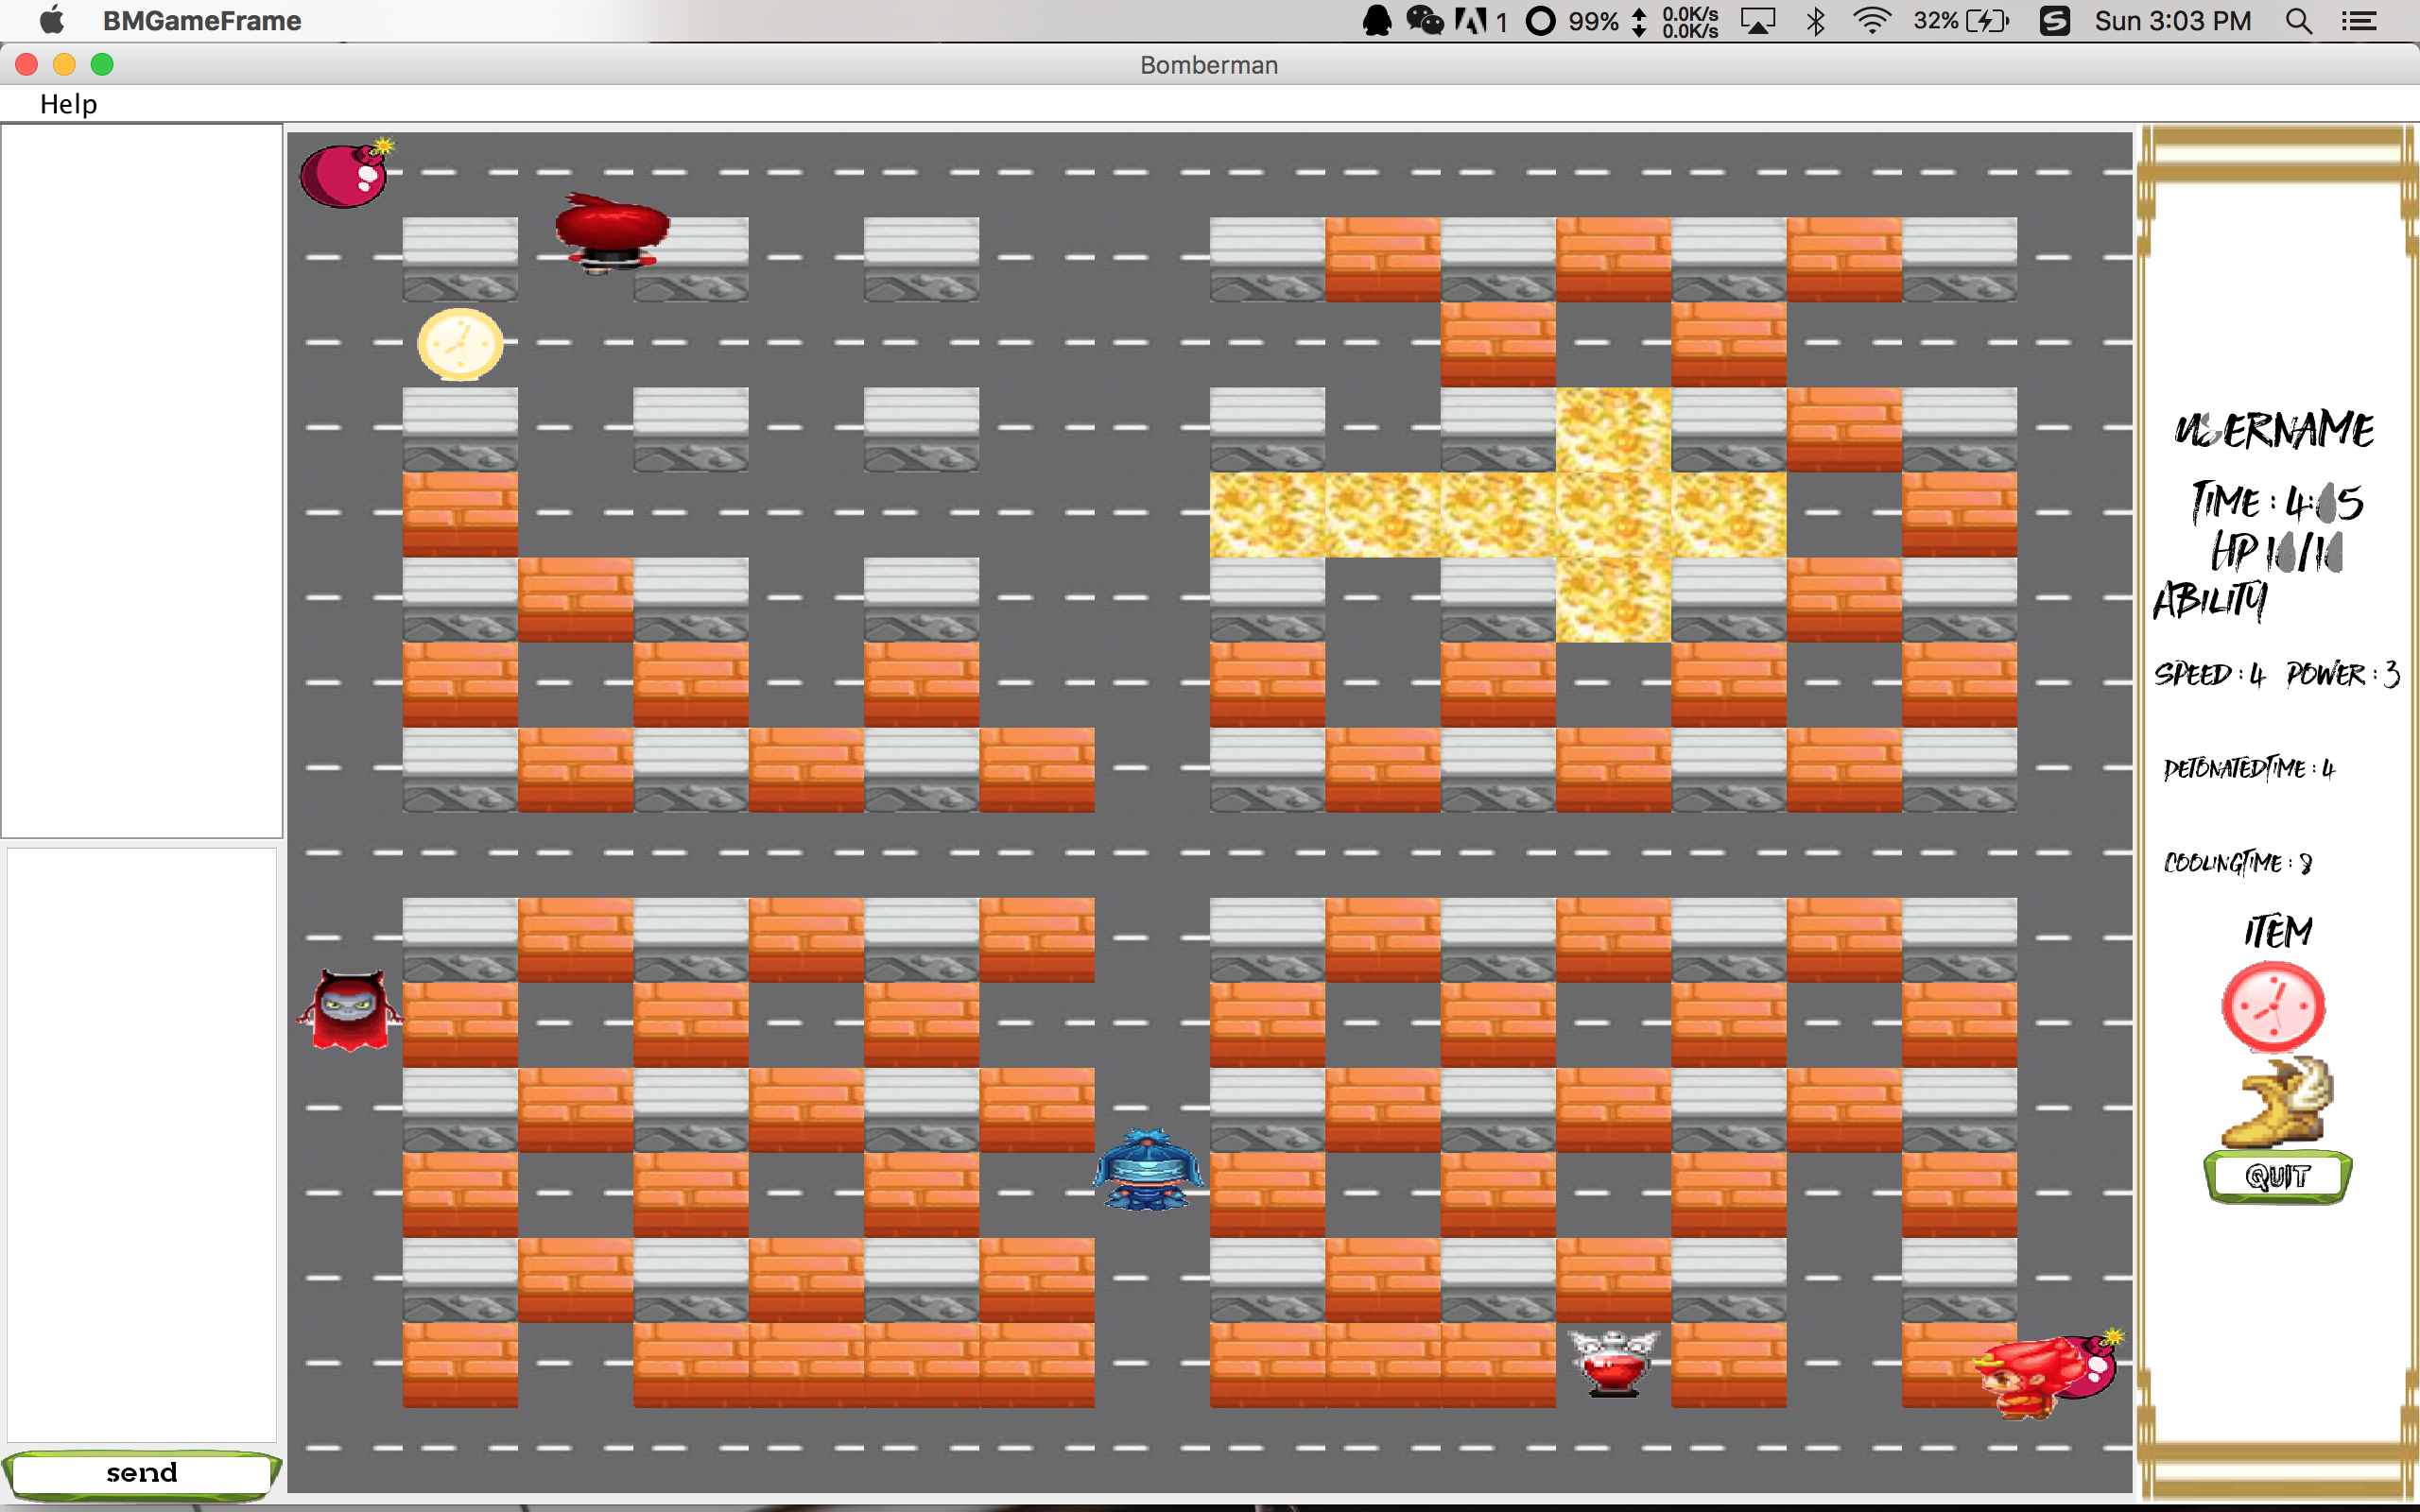 BMGameFrame 1 99% 0.0K/s 0.0K/s 32% Sun 3:03 PM
Bomberman
Help
USERNAME
TIME : 4:05
HP 10/10
ABILITY
SPEED : 4 POWER : 3
DETONATEDTIME : 4
COOLINGTIME : 8
ITEM
QUIT
send